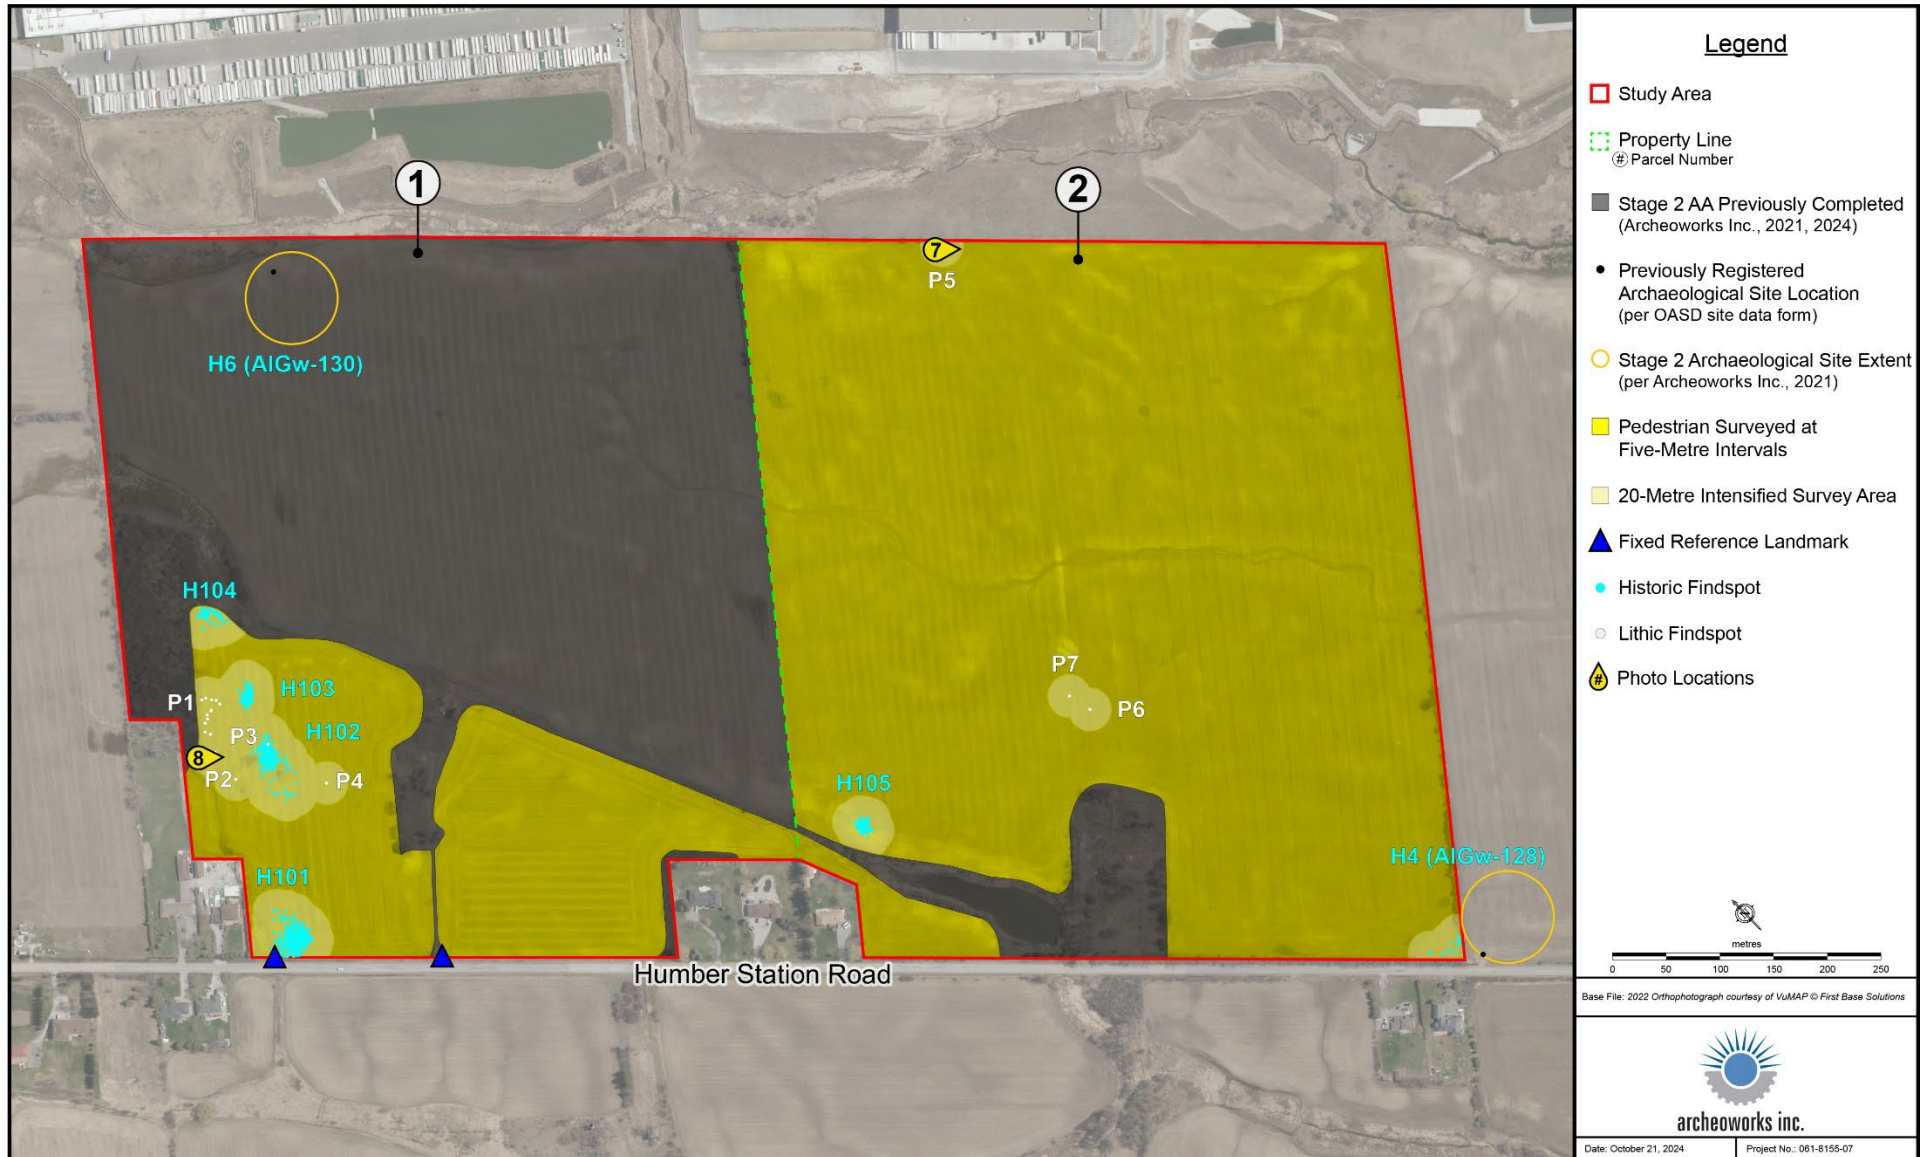 1
2
7
P5
H6 (AlGw-130)
H104
P1
H103
H102
P3
8
P2
P4
H101
P7
P6
H105
H4 (AlGw-128)
Humber Station Road
Legend
Study Area
Property Line
# Parcel Number
Stage 2 AA Previously Completed
(Archeoworks Inc., 2021, 2024)
Previously Registered
Archaeological Site Location
(per OASD site data form)
Stage 2 Archaeological Site Extent
(per Archeoworks Inc., 2021)
Pedestrian Surveyed at
Five-Metre Intervals
20-Metre Intensified Survey Area
Fixed Reference Landmark
Historic Findspot
Lithic Findspot
# Photo Locations
metres
0 50 100 150 200 250
Base File: 2022 Orthophotograph courtesy of VuMAP © First Base Solutions
archeoworks inc.
Date: October 21, 2024
Project No.: 061-8155-07